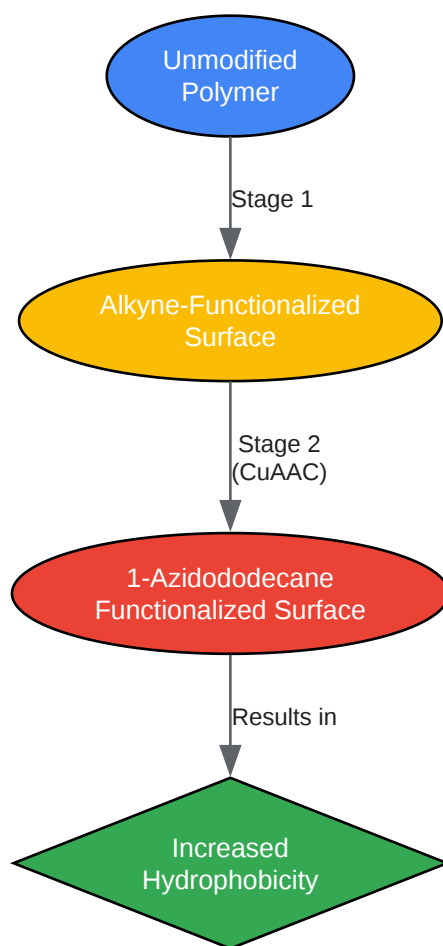 Unmodified
Polymer
Stage 1
Alkyne-Functionalized
Surface
Stage 2
(CuAAC)
1-Azidododecane
Functionalized Surface
Results in
Increased
Hydrophobicity